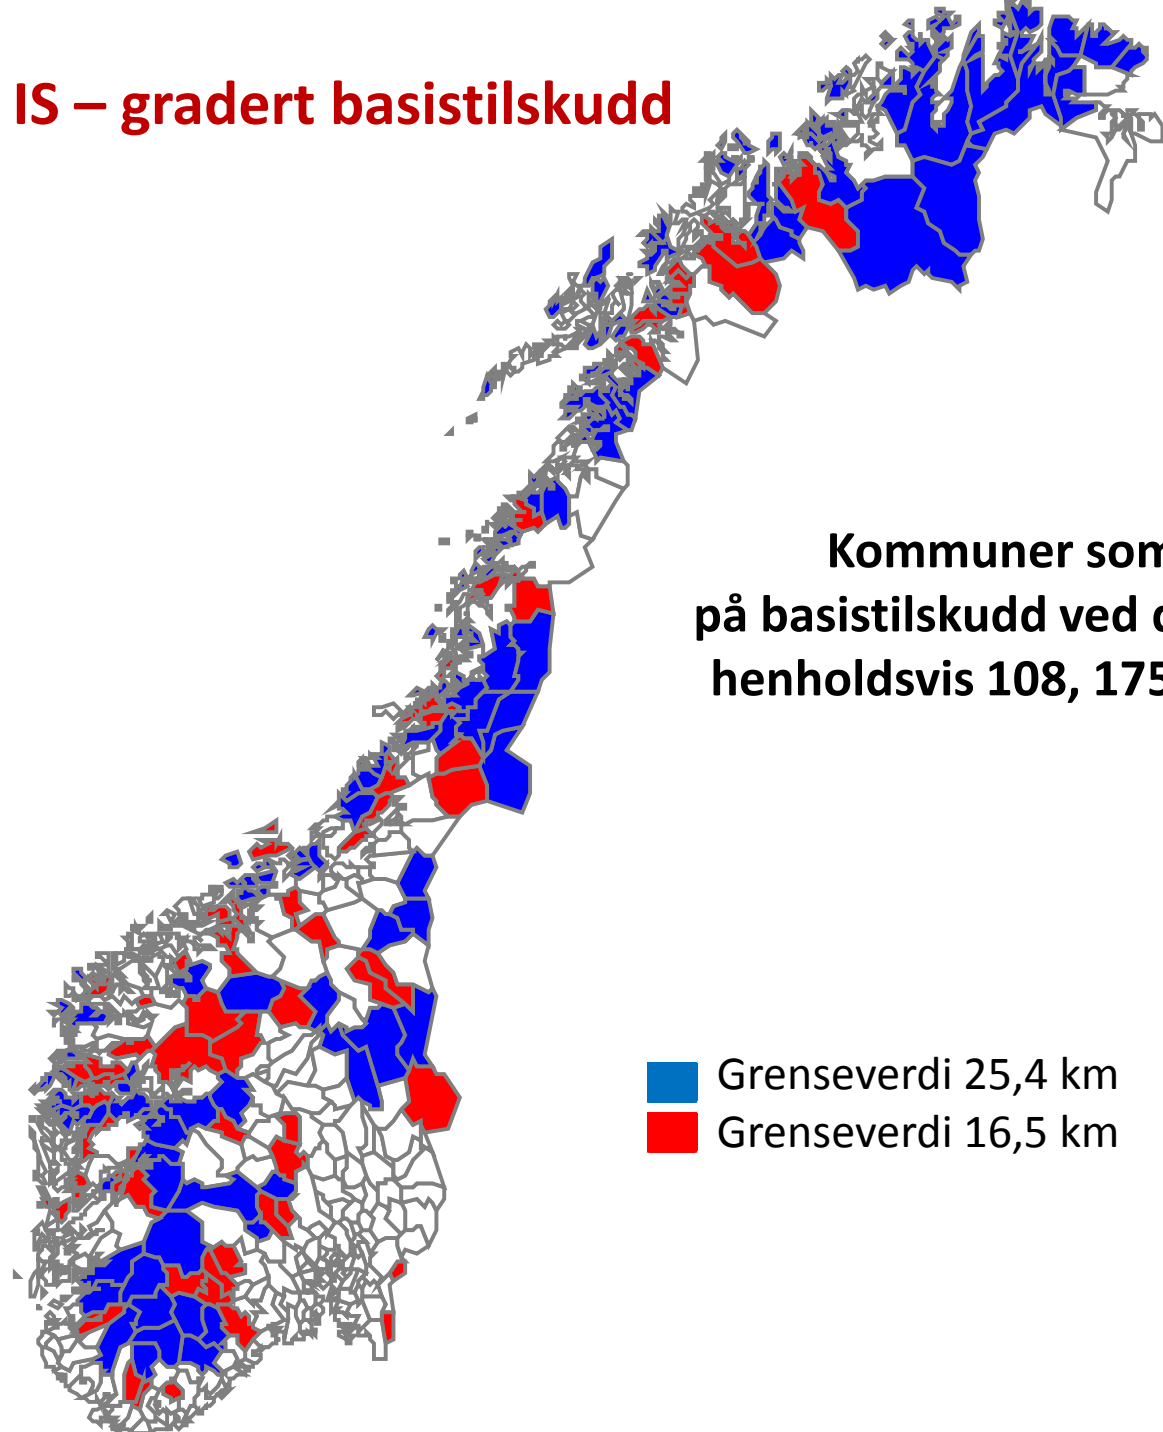 IS – gradert basistilskudd
Kommuner som
på basistilskudd ved
henholdsvis 108, 175
Grenseverdi 25,4 km
Grenseverdi 16,5 km